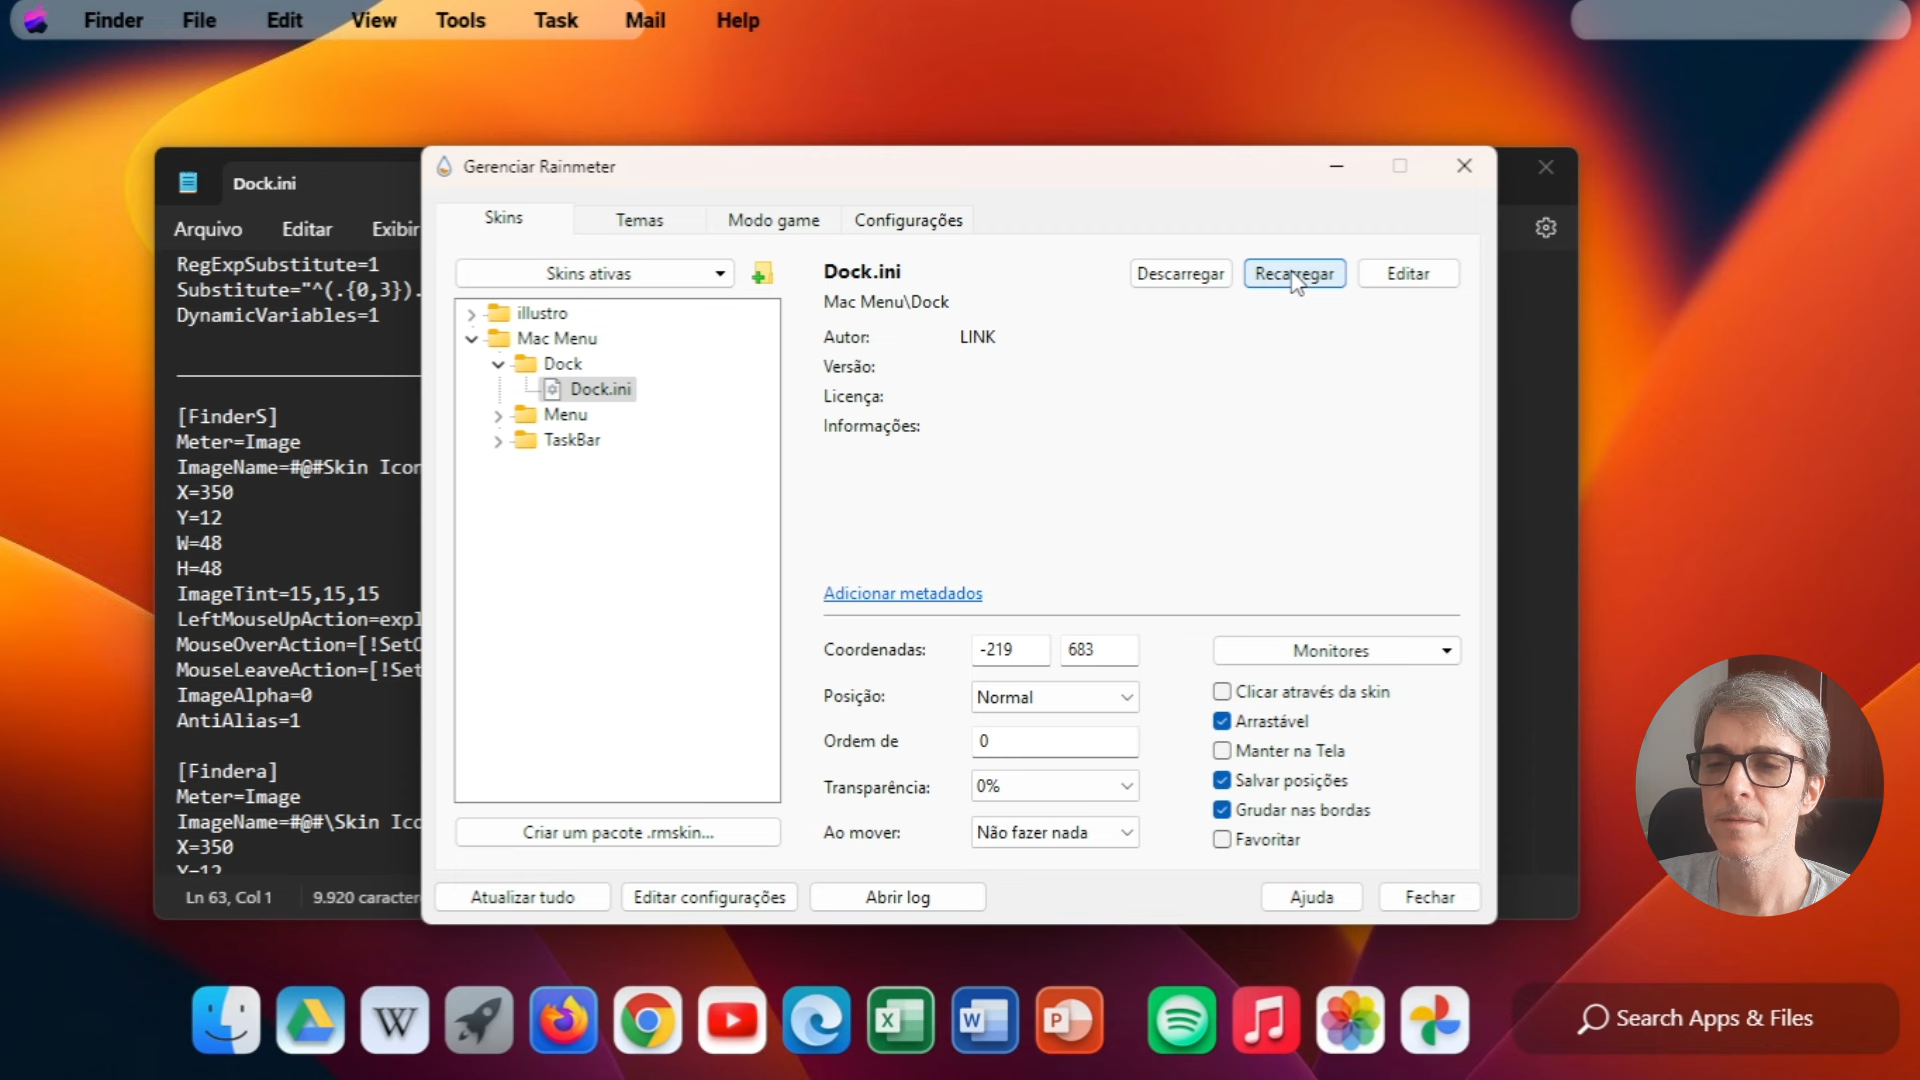 Finder File Edit View Tools Task Mail Help
Dock.ini
Arquivo Editar Exibir
RegExpSubstitute=1
Substitute="^(.{0,3}).
DynamicVariables=1
[FinderS]
Meter=Image
ImageName=#@#Skin Icon
X=350
Y=12
W=48
H=48
ImageTint=15,15,15
LeftMouseUpAction=expl
MouseOverAction=[!SetO
MouseLeaveAction=[!Set
ImageAlpha=0
AntiAlias=1
[Findera]
Meter=Image
ImageName=#@#\Skin Ico
X=350
Y=12
Ln 63, Col 1 9.920 caracter
Gerenciar Rainmeter
Skins Temas Modo game Configurações
Skins ativas
illustro
Mac Menu
Dock
Dock.ini
Menu
TaskBar
Criar um pacote .rmskin...
Dock.ini
Descarregar Recarregar Editar
Mac Menu\Dock
Autor: LINK
Versão:
Licença:
Informações:
Adicionar metadados
Coordenadas: -219 683
Posição: Normal
Ordem de 0
Transparência: 0%
Ao mover: Não fazer nada
Monitores
Clicar através da skin
Arrastável
Manter na Tela
Salvar posições
Grudar nas bordas
Favoritar
Atualizar tudo Editar configurações Abrir log Ajuda Fechar
W
X
W
P
Search Apps & Files